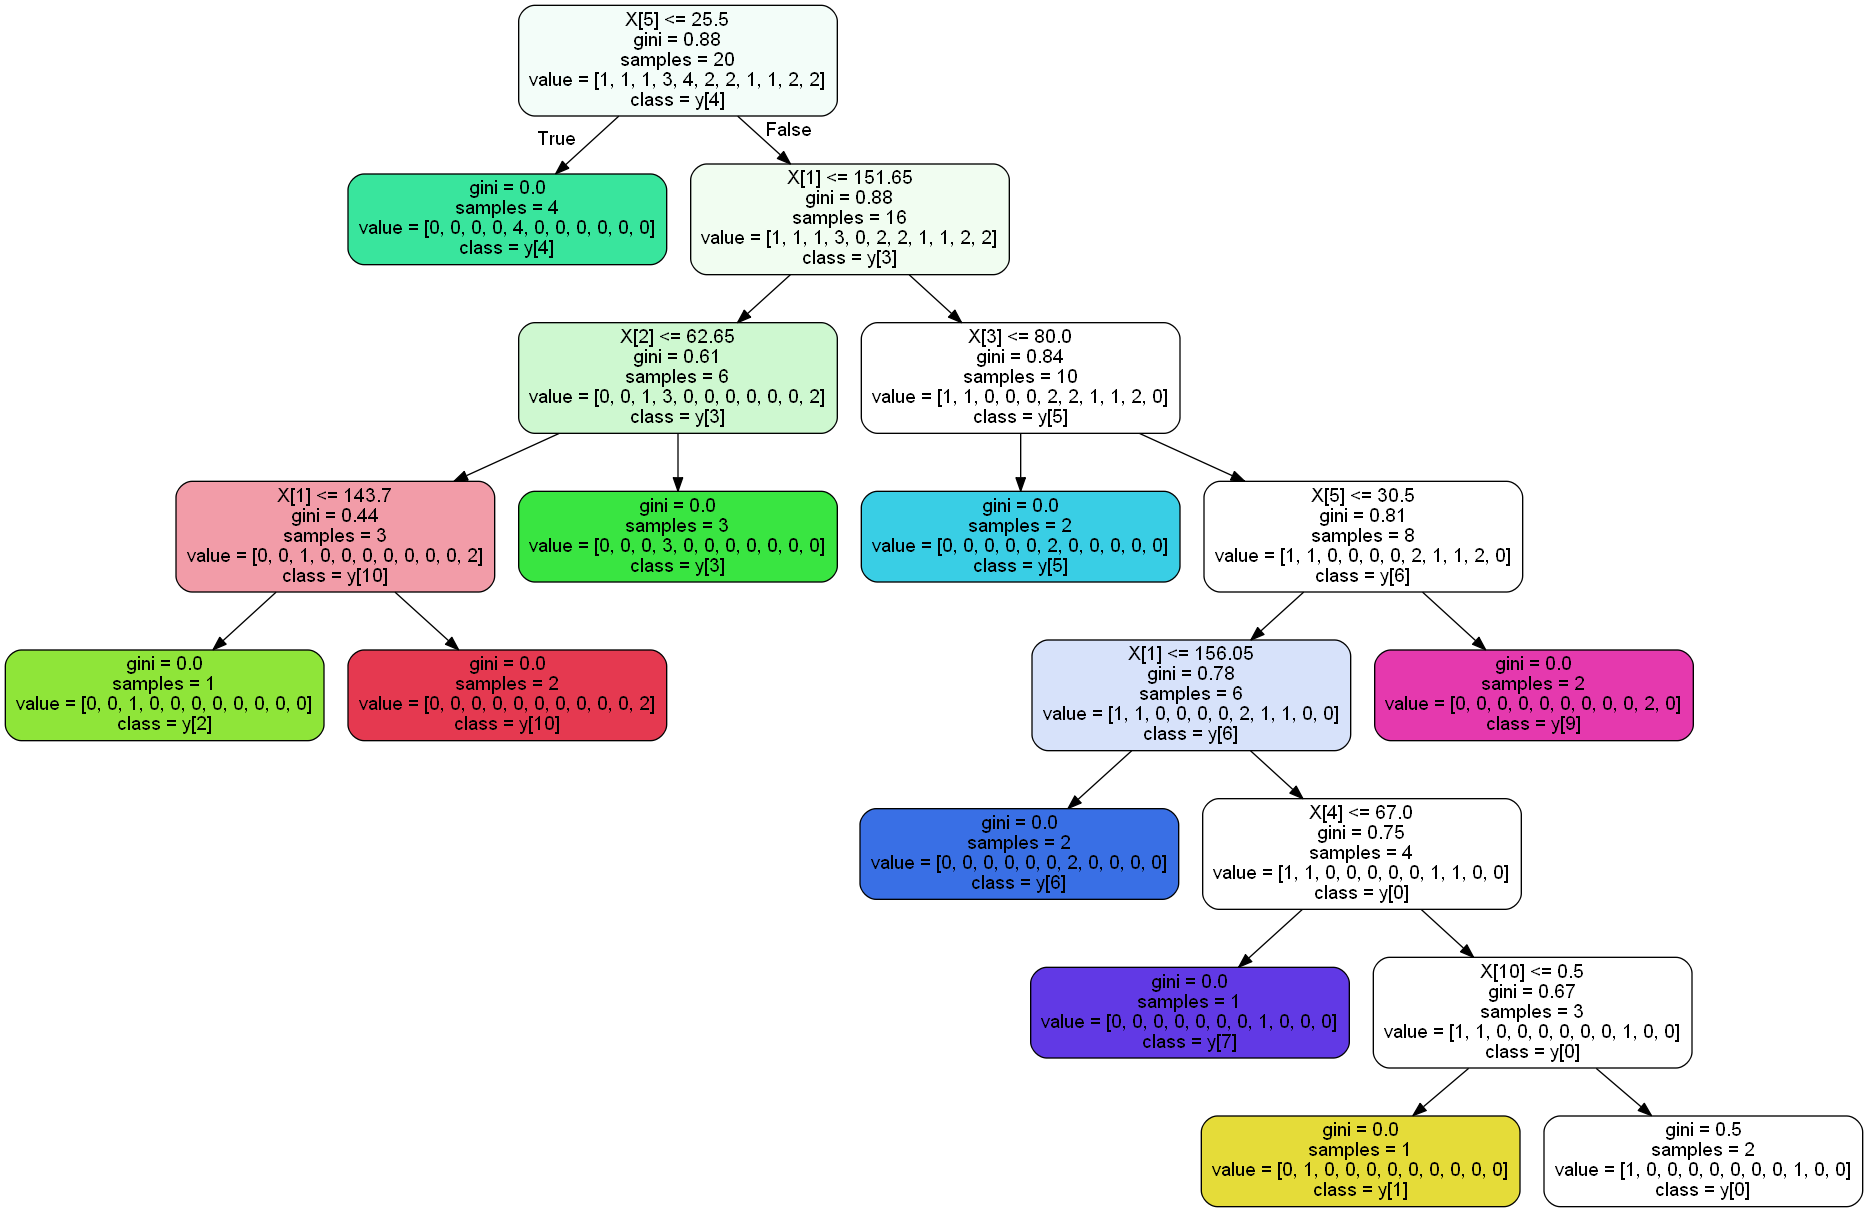 X[5] <= 25.5
gini = 0.88
samples = 20
value = [1, 1, 1, 3, 4, 2, 2, 1, 1, 2, 2]
class = y[4]
True
False
gini = 0.0
samples = 4
value = [0, 0, 0, 0, 4, 0, 0, 0, 0, 0, 0]
class = y[4]
X[1] <= 151.65
gini = 0.88
samples = 16
value = [1, 1, 1, 3, 0, 2, 2, 1, 1, 2, 2]
class = y[3]
X[2] <= 62.65
gini = 0.61
samples = 6
value = [0, 0, 1, 3, 0, 0, 0, 0, 0, 0, 2]
class = y[3]
X[3] <= 80.0
gini = 0.84
samples = 10
value = [1, 1, 0, 0, 0, 2, 2, 1, 1, 2, 0]
class = y[5]
X[1] <= 143.7
gini = 0.44
samples = 3
value = [0, 0, 1, 0, 0, 0, 0, 0, 0, 0, 2]
class = y[10]
gini = 0.0
samples = 3
value = [0, 0, 0, 3, 0, 0, 0, 0, 0, 0, 0]
class = y[3]
gini = 0.0
samples = 2
value = [0, 0, 0, 0, 0, 2, 0, 0, 0, 0, 0]
class = y[5]
X[5] <= 30.5
gini = 0.81
samples = 8
value = [1, 1, 0, 0, 0, 0, 2, 1, 1, 2, 0]
class = y[6]
gini = 0.0
samples = 1
value = [0, 0, 1, 0, 0, 0, 0, 0, 0, 0, 0]
class = y[2]
gini = 0.0
samples = 2
value = [0, 0, 0, 0, 0, 0, 0, 0, 0, 0, 2]
class = y[10]
X[1] <= 156.05
gini = 0.78
samples = 6
value = [1, 1, 0, 0, 0, 0, 2, 1, 1, 0, 0]
class = y[6]
gini = 0.0
samples = 2
value = [0, 0, 0, 0, 0, 0, 0, 0, 0, 2, 0]
class = y[9]
gini = 0.0
samples = 2
value = [0, 0, 0, 0, 0, 0, 2, 0, 0, 0, 0]
class = y[6]
X[4] <= 67.0
gini = 0.75
samples = 4
value = [1, 1, 0, 0, 0, 0, 0, 1, 1, 0, 0]
class = y[0]
gini = 0.0
samples = 1
value = [0, 0, 0, 0, 0, 0, 0, 1, 0, 0, 0]
class = y[7]
X[10] <= 0.5
gini = 0.67
samples = 3
value = [1, 1, 0, 0, 0, 0, 0, 0, 1, 0, 0]
class = y[0]
gini = 0.0
samples = 1
value = [0, 1, 0, 0, 0, 0, 0, 0, 0, 0, 0]
class = y[1]
gini = 0.5
samples = 2
value = [1, 0, 0, 0, 0, 0, 0, 0, 1, 0, 0]
class = y[0]